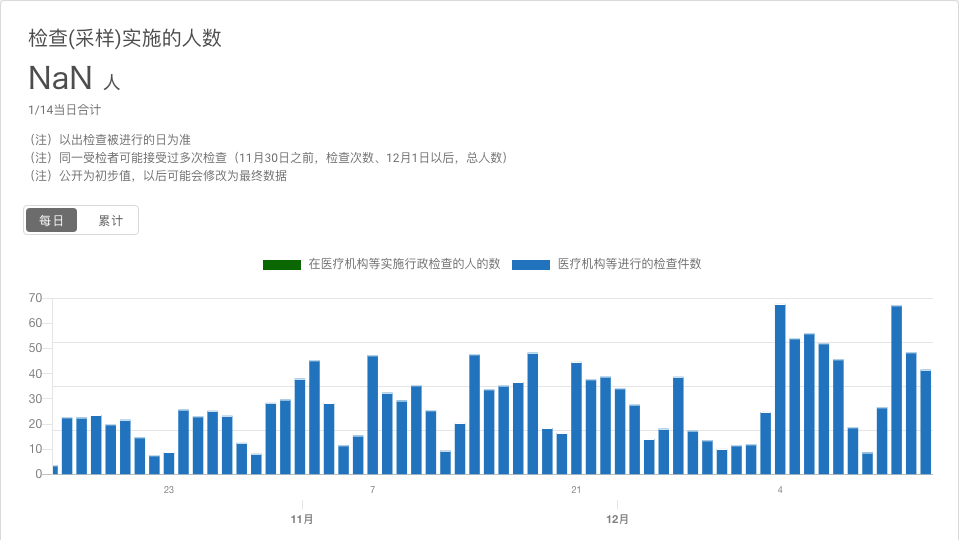 检查(采样)实施的人数
NaN 人
1/14当日合计
（注）以出检查被进行的日为准
（注）同一受检者可能接受过多次检查（11月30日之前，检查次数、12月1日以后，总人数）
（注）公开为初步值，以后可能会修改为最终数据
每日 累计
在医疗机构等实施行政检查的人的数 医疗机构等进行的检查件数
70
60
50
40
30
20
10
0
23 7 21 4
11月 12月